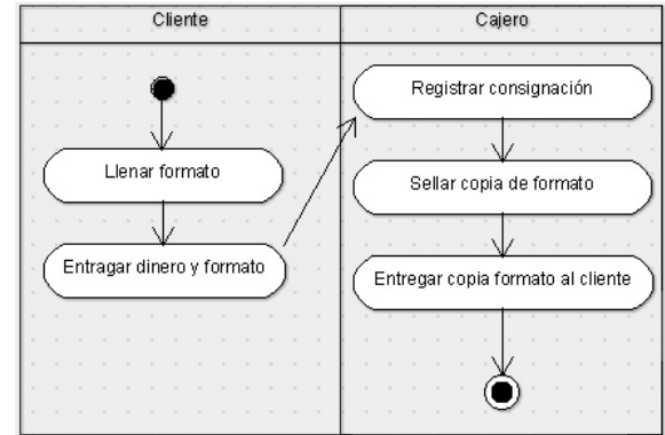 Cliente
Cajero
Llenar formato
Entragar dinero y formato
Registrar consignación
Sellar copia de formato
Entregar copia formato al cliente